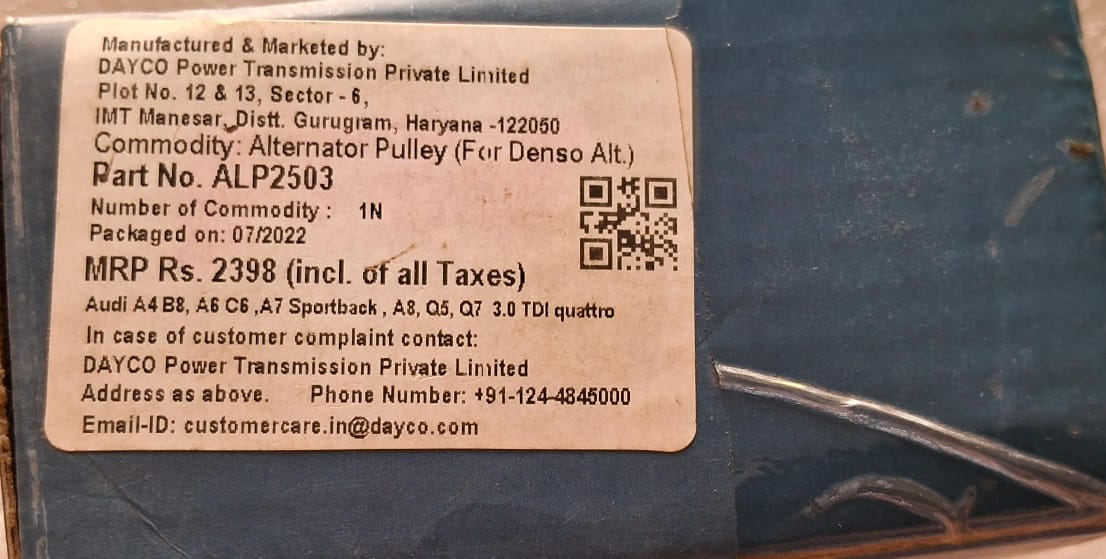 Manufactured & Marketed by:
DAYCO Power Transmission Private Limited
Plot No. 12 & 13, Sector - 6,
IMT Manesar, Distt. Gurugram, Haryana -122050
Commodity: Alternator Pulley (For Denso Alt.)
Part No. ALP2503
Number of Commodity : 1N
Packaged on: 07/2022
MRP Rs. 2398 (incl. of all Taxes)
Audi A4 B8, A6 C6 ,A7 Sportback , A8, Q5, Q7 3.0 TDI quattro
In case of customer complaint contact:
DAYCO Power Transmission Private Limited
Address as above. Phone Number: +91-124-4845000
Email-ID: customercare.in@dayco.com